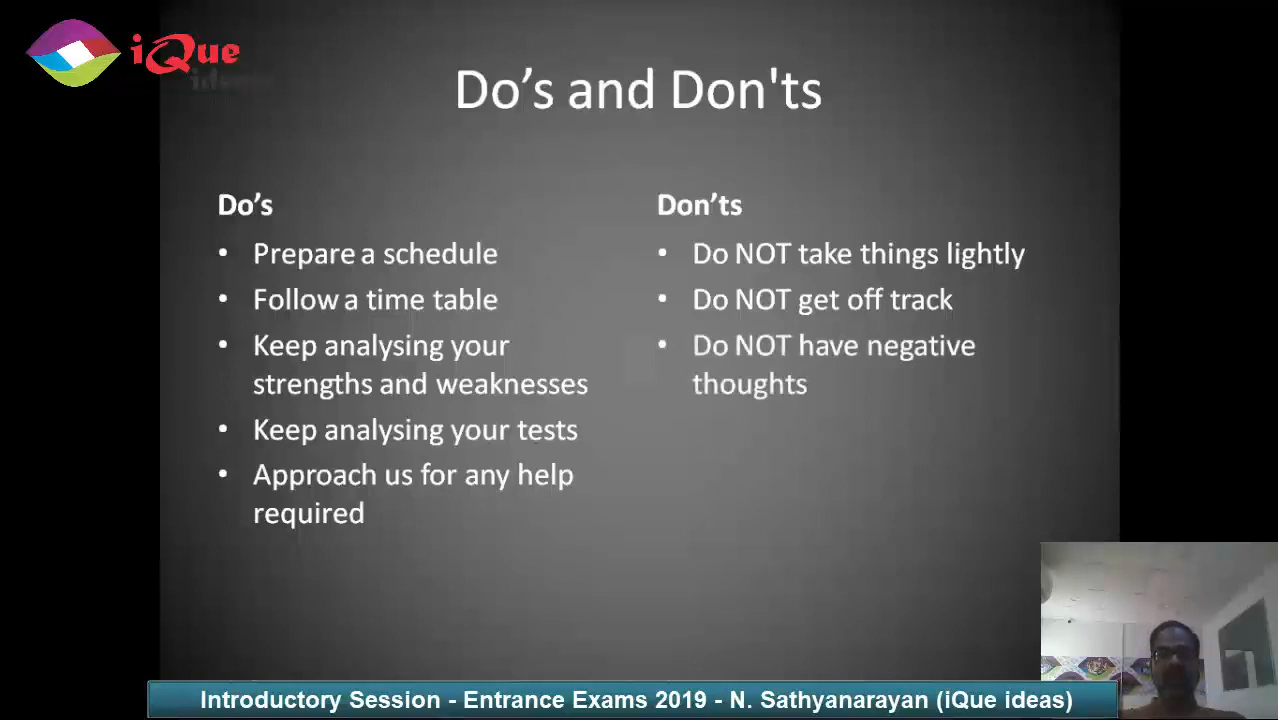 iQue
ideas
Do’s and Don'ts
Do’s
• Prepare a schedule
• Follow a time table
• Keep analysing your
strengths and weaknesses
• Keep analysing your tests
• Approach us for any help
required
Don’ts
• Do NOT take things lightly
• Do NOT get off track
• Do NOT have negative
thoughts
Introductory Session - Entrance Exams 2019 - N. Sathyanarayan (iQue ideas)